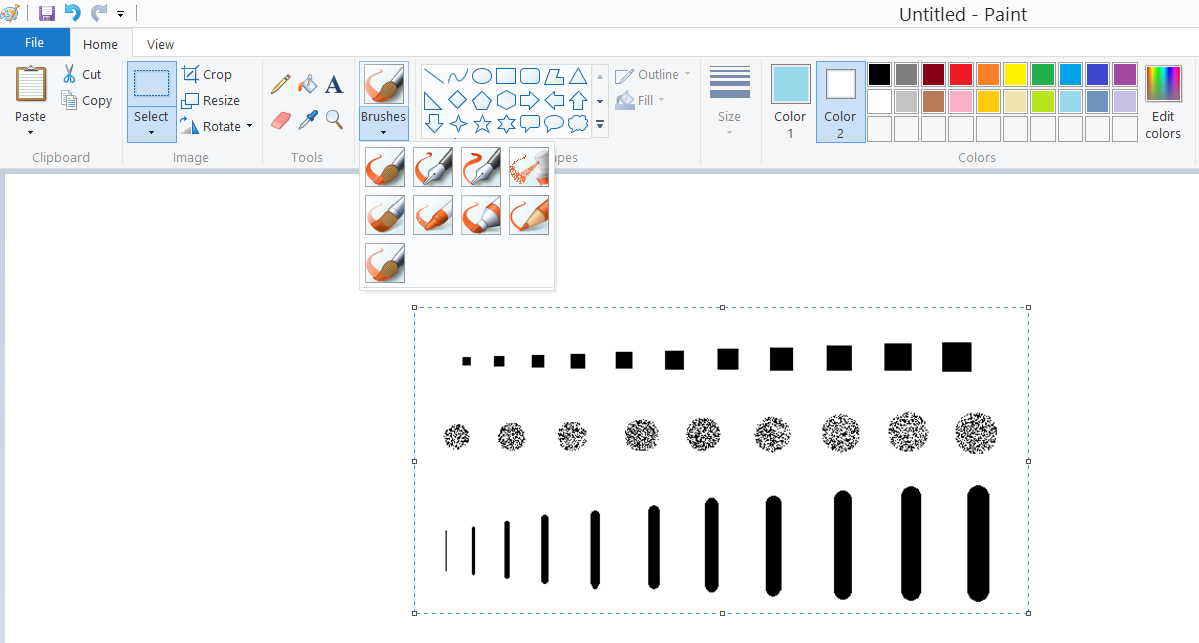 Untitled - Paint
File
Home
View
Paste
Cut
Copy
Clipboard
Select
Crop
Resize
Rotate
Image
A
Tools
Brushes
Outline
Fill
apes
Size
Color
1
Color
2
Edit
colors
Colors